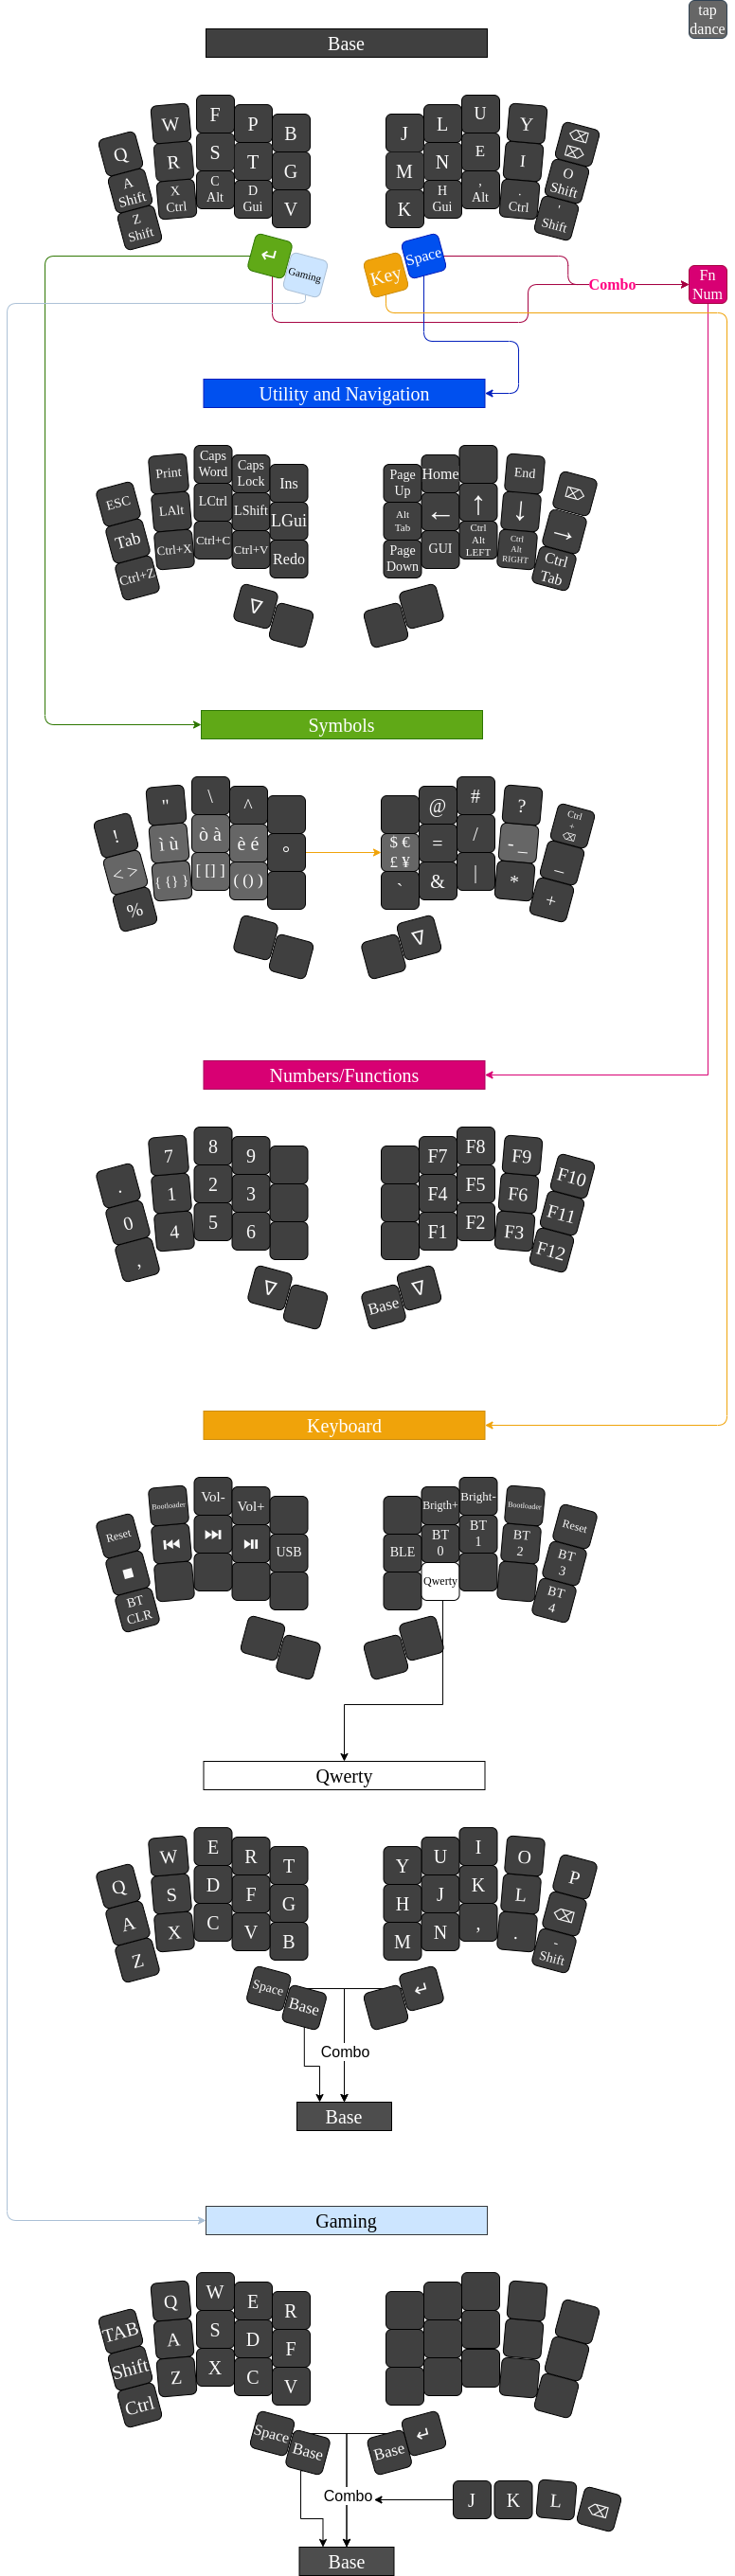 tap
dance
Base
Q
W
F
P
B
J
L
U
Y
⌫
⌦
A
Shift
R
S
T
G
M
N
E
I
O
Shift
Z
Shift
X
Ctrl
C
Alt
D
Gui
V
K
H
Gui
,
Alt
.
Ctrl
'
Shift
↵
Gaming
Key
Space
Combo
Fn
Num
Utility and Navigation
ESC
Print
Caps
Word
Caps
Lock
Ins
Page
Up
Home
End
⌦
Tab
LAlt
LCtrl
LShift
LGui
Alt
Tab
←
↑
↓
→
Ctrl+Z
Ctrl+X
Ctrl+C
Ctrl+V
Redo
Page
Down
GUI
Ctrl
Alt
LEFT
Ctrl
Alt
RIGHT
Ctrl
Tab
∇
Symbols
!
"
\
^
@
#
?
Ctrl
+
⌫
< >
ì ù
ò à
è é
°
$ €
£ ¥
=
/
- _
_
%
{ {} }
[ [] ]
( () )
`
&
|
*
+
∇
Numbers/Functions
.
7
8
9
F7
F8
F9
F10
0
1
2
3
F4
F5
F6
F11
,
4
5
6
F1
F2
F3
F12
∇
Base
∇
Keyboard
Reset
Bootloader
Vol-
Vol+
Brigth+
Bright-
Bootloader
Reset
⏹
⏮
⏭
⏯
USB
BLE
BT
0
BT
1
BT
2
BT
3
BT
CLR
Qwerty
BT
4
Qwerty
Q
W
E
R
T
Y
U
I
O
P
A
S
D
F
G
H
J
K
L
⌫
Z
X
C
V
B
M
N
,
.
-
Shift
Space
Base
↵
Combo
Base
Gaming
TAB
Q
W
E
R
Shift
A
S
D
F
Ctrl
Z
X
C
V
Space
Base
Base
↵
Combo
J
K
L
⌫
Base